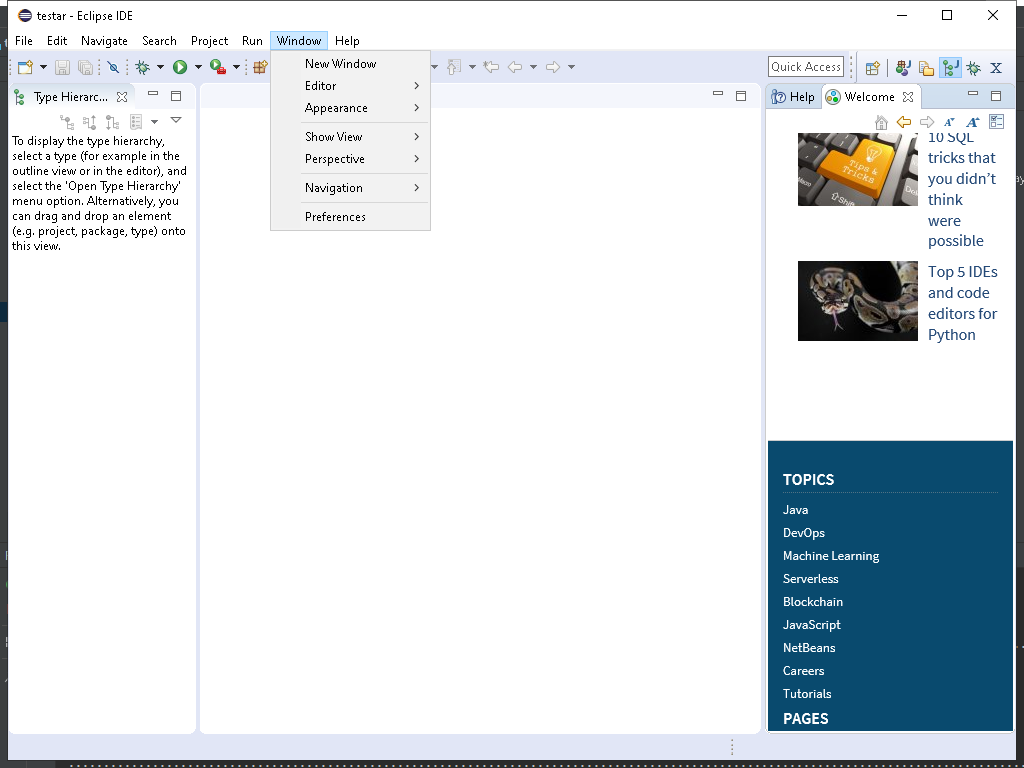 testar - Eclipse IDE
File Edit Navigate Search Project Run Window Help
Quick Access
Type Hierarc...
Help
Welcome
New Window
Editor
Appearance
Show View
Perspective
Navigation
Preferences
To display the type hierarchy,
select a type (for example in the
outline view or in the editor), and
select the 'Open Type Hierarchy'
menu option. Alternatively, you
can drag and drop an element
(e.g. project, package, type) onto
this view.
Tips &
Tricks
Shift
10 SQL
tricks that
you didn’t
think
were
possible
Top 5 IDEs
and code
editors for
Python
TOPICS
Java
DevOps
Machine Learning
Serverless
Blockchain
JavaScript
NetBeans
Careers
Tutorials
PAGES